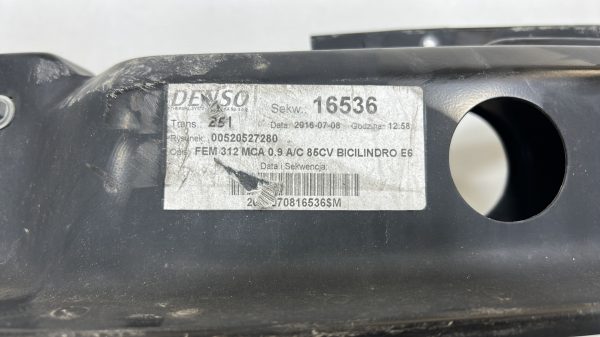 DENSO
Sekw.: 16536
Trans.: 251 Data: 2016-07-08 Godzina: 12:58
Rysunek: 00520527280
Opis: FEM 312 MCA 0.9 A/C 85CV BICILINDRO E6
Data i Sekwencja: